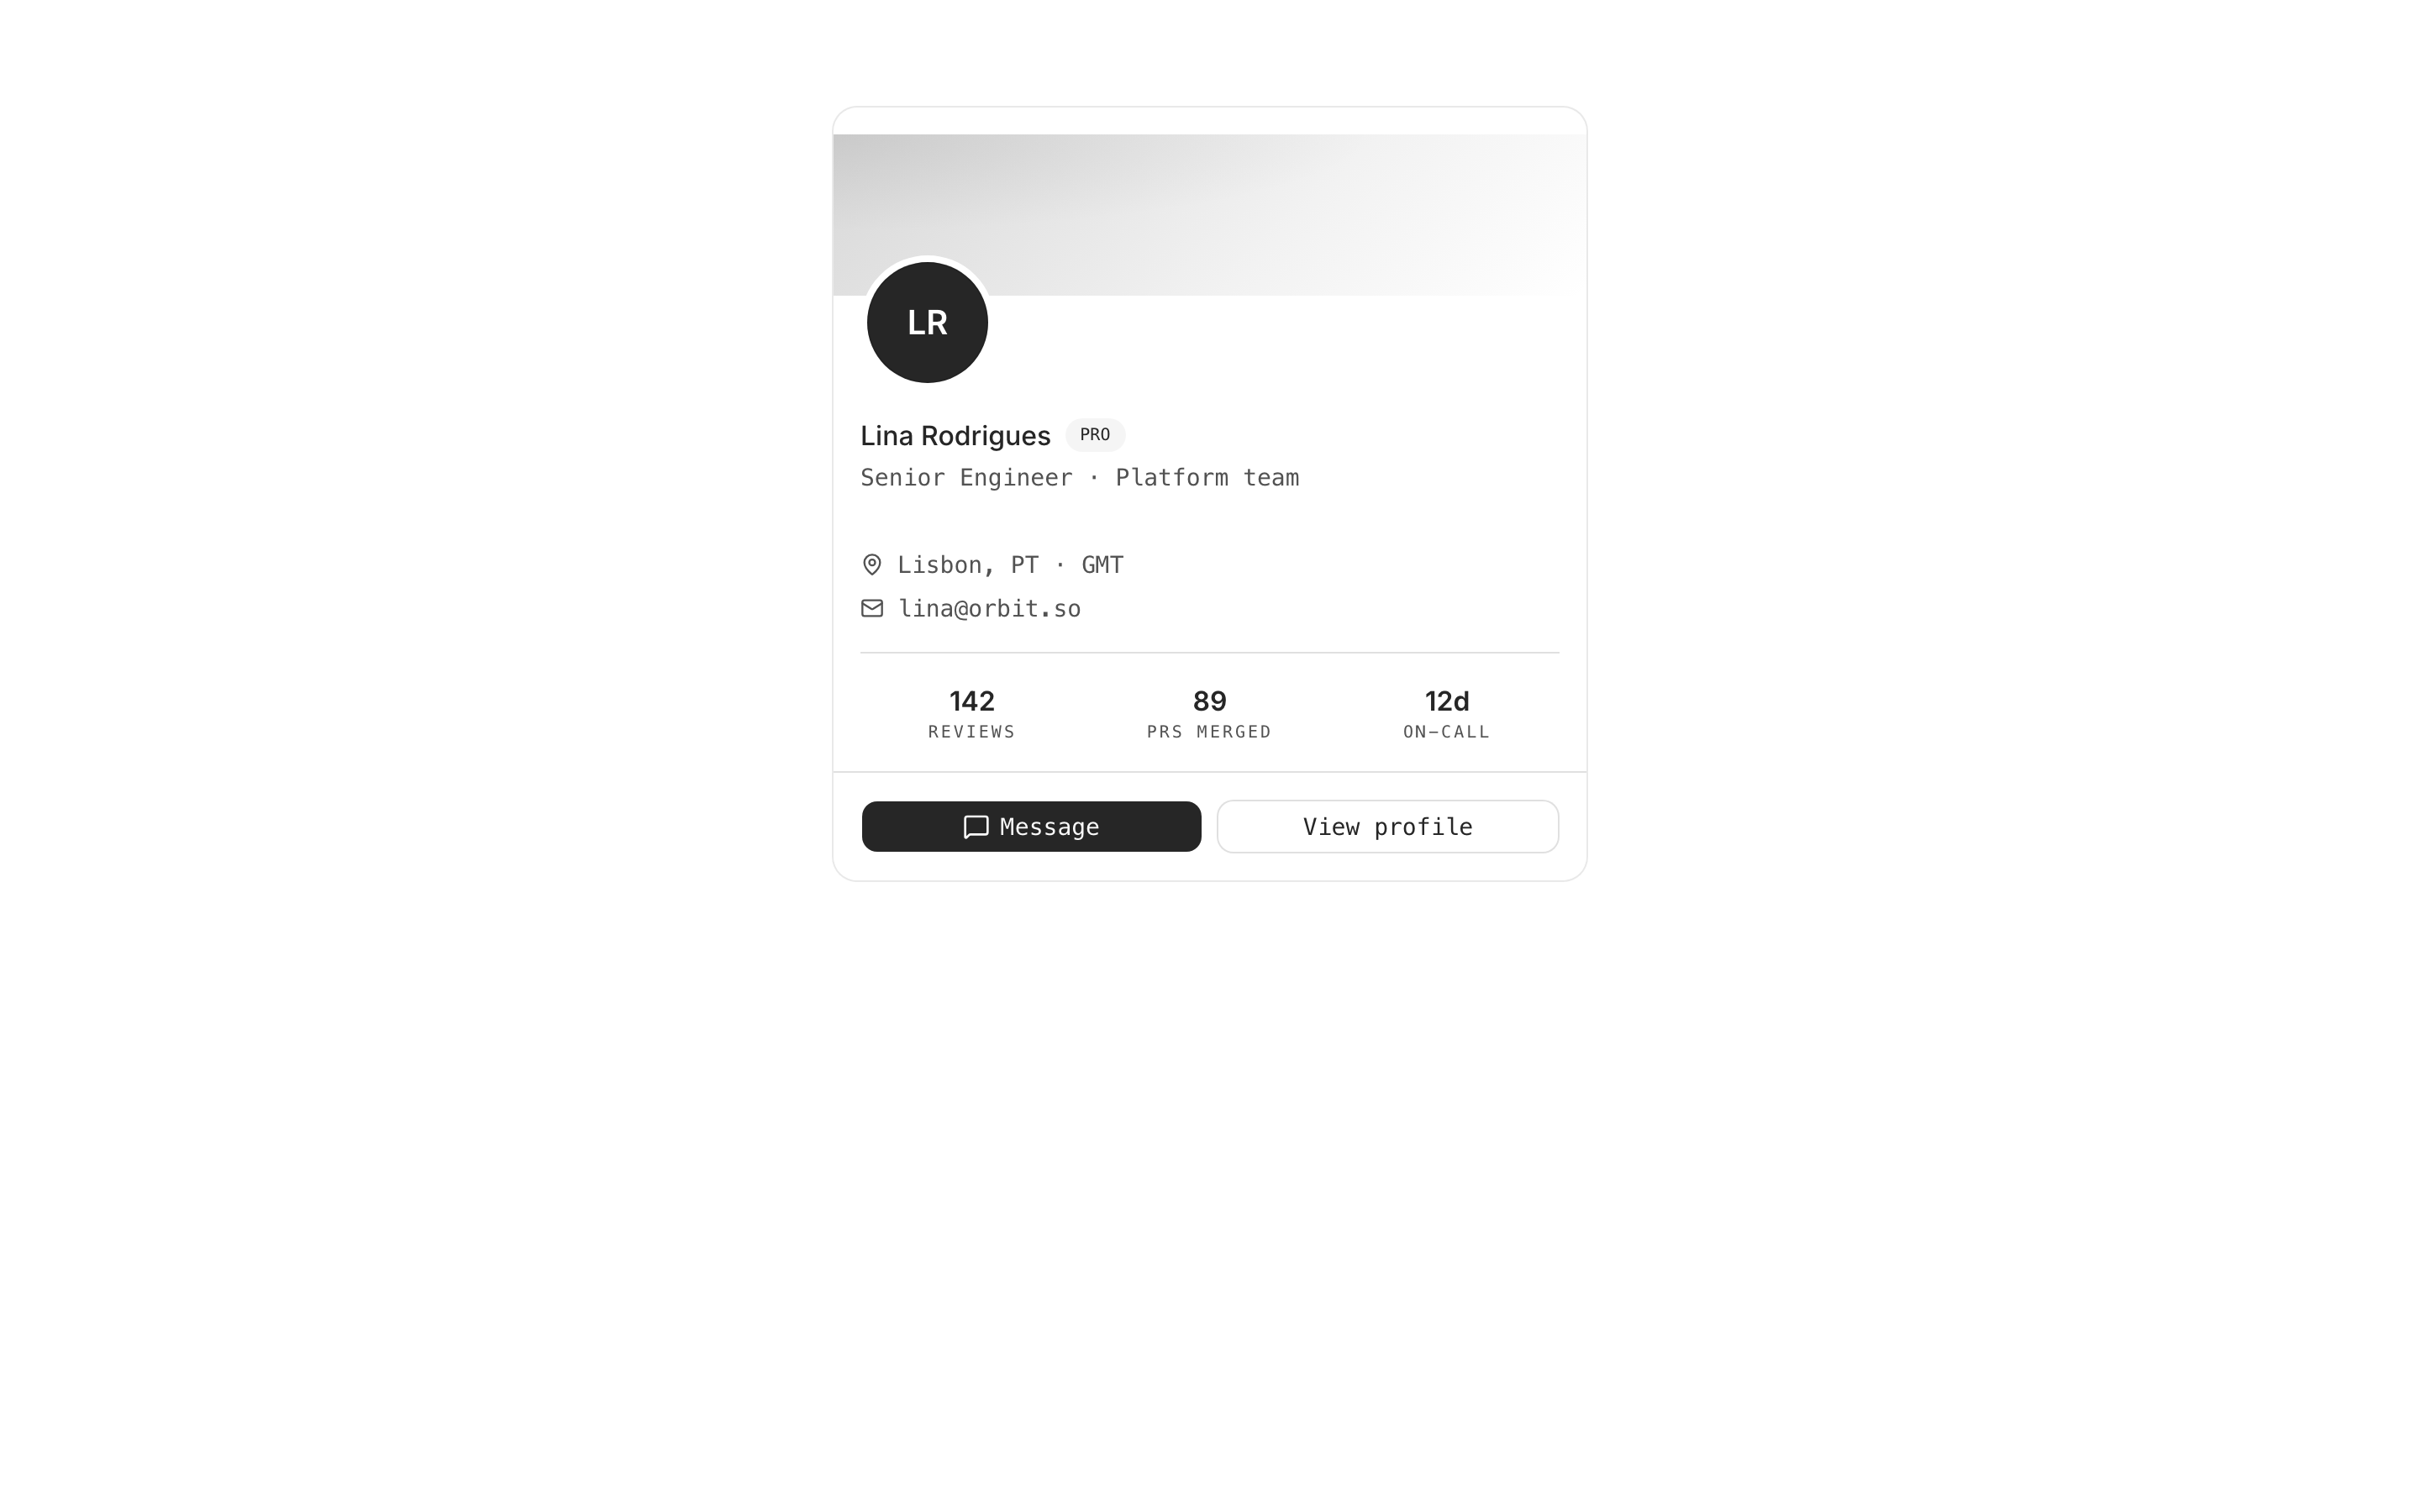 LR
Lina Rodrigues PRO
Senior Engineer · Platform team
Lisbon, PT · GMT
lina@orbit.so
142 89 12d
REVIEWS PRS MERGED ON-CALL
Message View profile